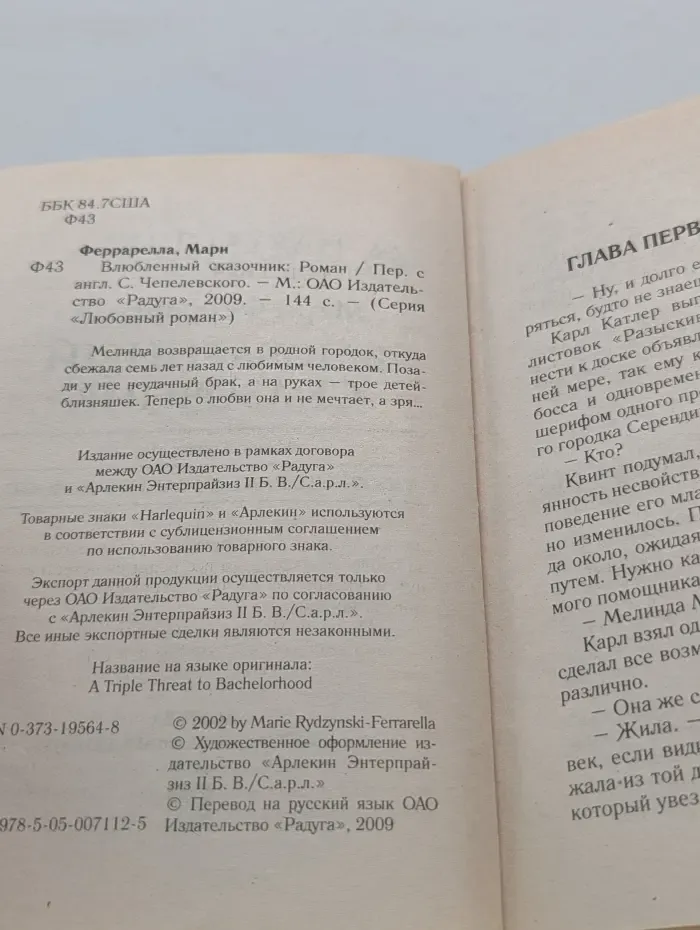 ББК 84.7США
Ф43
Феррарелла, Мари
Ф43 Влюбленный сказочник: Роман / Пер. с
англ. С. Чепелевского. — М.: ОАО Издатель-
ство «Радуга», 2009. — 144 с. — (Серия
«Любовный роман»)
Мелинда возвращается в родной городок, откуда
сбежала семь лет назад с любимым человеком. Поза-
ди у нее неудачный брак, а на руках — трое детей-
близняшек. Теперь о любви она и не мечтает, а зря...
Издание осуществлено в рамках договора
между ОАО Издательство «Радуга»
и «Арлекин Энтерпрайзиз II Б. В./С.а.р.л.».
Товарные знаки «Harlequin» и «Арлекин» используются
в соответствии с сублицензионным соглашением
по использованию товарного знака.
Экспорт данной продукции осуществляется только
через ОАО Издательство «Радуга» по согласованию
с «Арлекин Энтерпрайзиз II Б. В./С.а.р.л.».
Все иные экспортные сделки являются незаконными.
Название на языке оригинала:
A Triple Threat to Bachelorhood
N 0-373-19564-8
© 2002 by Marie Rydzynski-Ferrarella
© Художественное оформление из-
дательство «Арлекин Энтерпрай-
зиз II Б. В./С.а.р.л.»
© Перевод на русский язык ОАО
978-5-05-007112-5 Издательство «Радуга», 2009
ГЛАВА ПЕРВ
— Ну, и долго е
ряться, будто не знаеш
Карл Катлер выг
листовок «Разыскив
нести к доске объявл
ней мере, так ему к
босса и одновремен
шерифом одного пр
го городка Серенди
— Кто?
Квинт подумал,
янность несвойств
поведение его мла
но изменилось. П
да около, ожидая
путем. Нужно ка
мого помощника
— Мелинда М
Карл взял од
сделал все возм
различно.
— Она же с
— Жила. —
век, если види
жала из той д
который увез